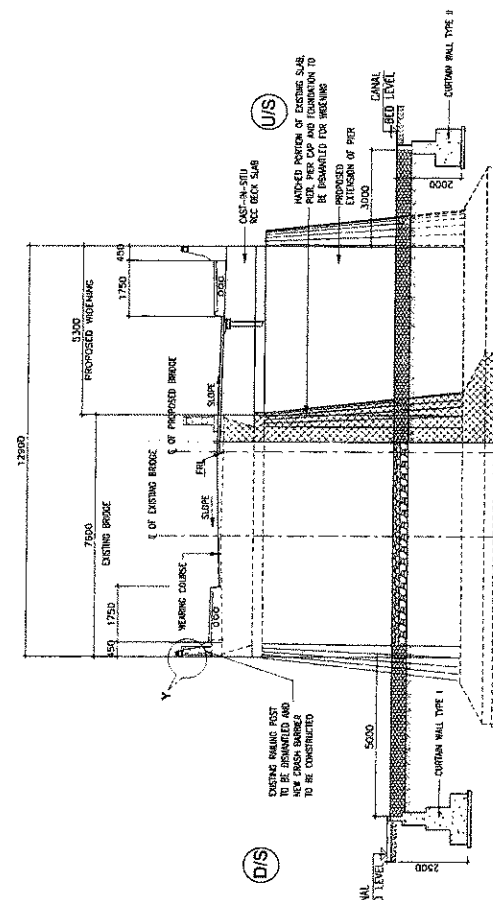 12900
7600
EXISTING BRIDGE
5300
PROPOSED WIDENING
450
1750
1750
450
℄ OF EXISTING BRIDGE
℄ OF PROPOSED BRIDGE
WEARING COURSE
SLOPE
FRL
SLOPE
Y
EXISTING RAILING POST
TO BE DISMANTLED AND
NEW CRASH BARRIER
TO BE CONSTRUCTED
CAST-IN-SITU
RCC DECK SLAB
D/S
U/S
HATCHED PORTION OF EXISTING SLAB,
PIER, PIER CAP AND FOUNDATION TO
BE DISMANTLED FOR WIDENING
PROPOSED
EXTENSION OF PIER
5000
3000
CANAL
BED LEVEL
CURTAIN WALL TYPE I
2500
2000
CURTAIN WALL TYPE II